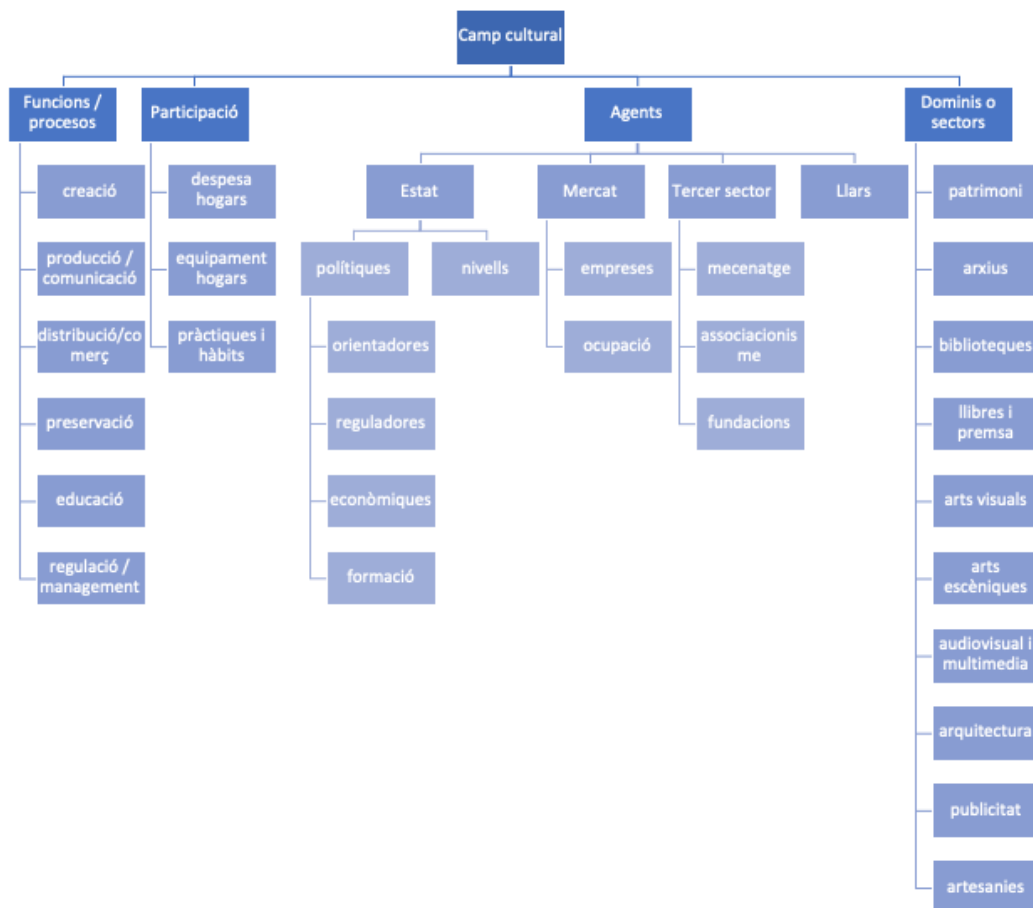 Camp cultural
Funcions /
procesos
Participació
Agents
Dominis o
sectors
creació
producció /
comunicació
distribució/co
merç
preservació
educació
regulació /
management
despesa
hogars
equipament
hogars
pràctiques i
hàbits
Estat
Mercat
Tercer sector
Llars
polítiques
nivells
orientadores
reguladores
econòmiques
formació
empreses
ocupació
mecenatge
associacionis
me
fundacions
patrimoni
arxius
biblioteques
llibres i
premsa
arts visuals
arts
escèniques
audiovisual i
multimedia
arquitectura
publicitat
artesanies